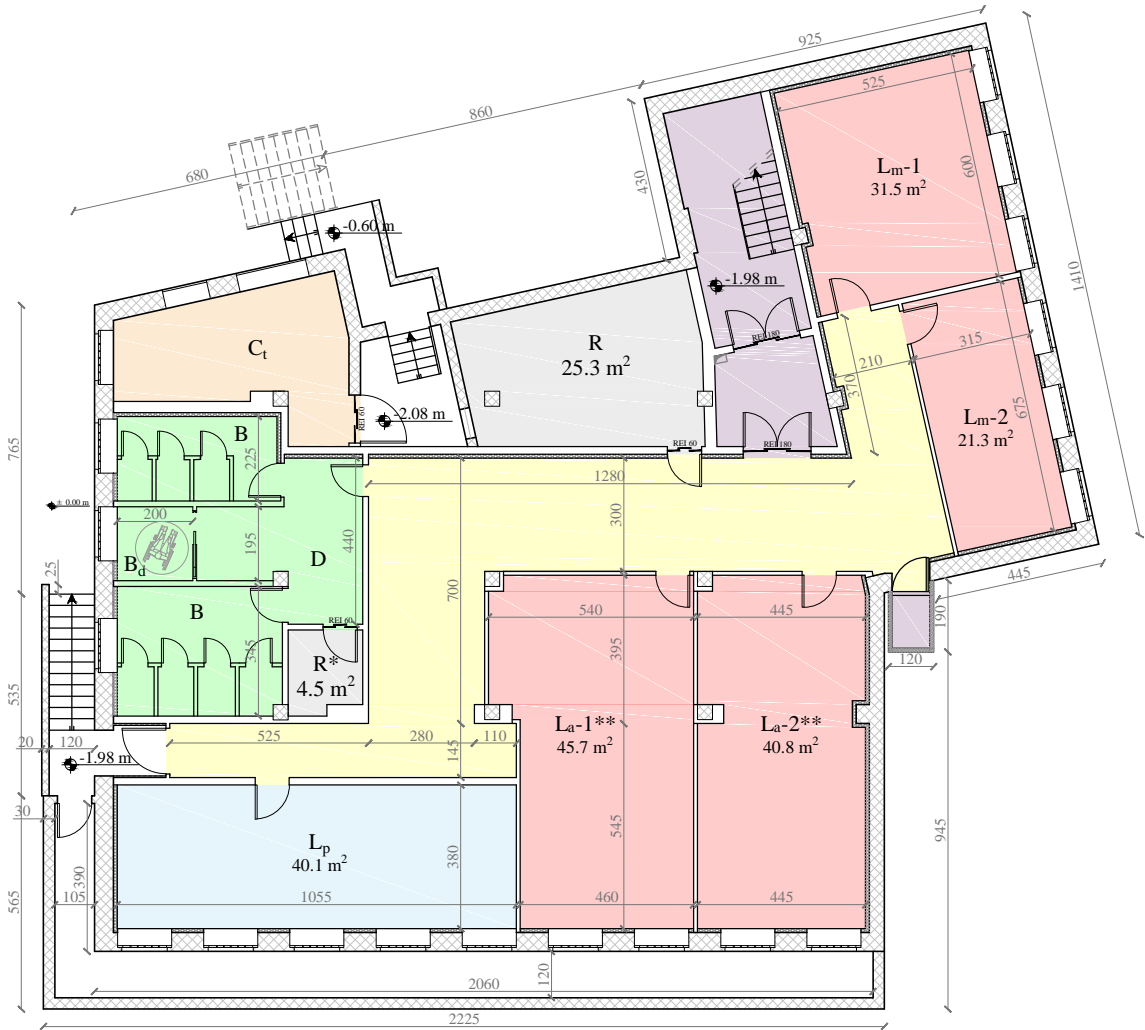 925
525
860
680
A
430
Lm-1
31.5 m²
600
-0.60 m
1410
-1.98 m
REI 180
Ct
R
25.3 m²
210
315
370
Lm-2
21.3 m²
675
-2.08 m
REI 60
REI 60
REI 180
B
225
765
1280
± 0.00 m
200
300
195
440
Bd
D
25
445
700
190
B
345
REI 60
540
445
R*
4.5 m²
395
120
535
La-1**
45.7 m²
La-2**
40.8 m²
525
280
110
20
120
145
-1.98 m
30
545
945
Lp
40.1 m²
380
390
565
105
1055
460
445
120
2060
2225